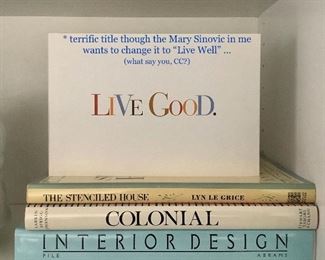 * terrific title though the Mary Sinovic in me
wants to change it to “Live Well” ...
(what say you, CC?)
LIVE GOOD.
THE STENCILED HOUSE LYN LE GRICE
COLONIAL
INTERIOR DESIGN
PILE ABRAMS